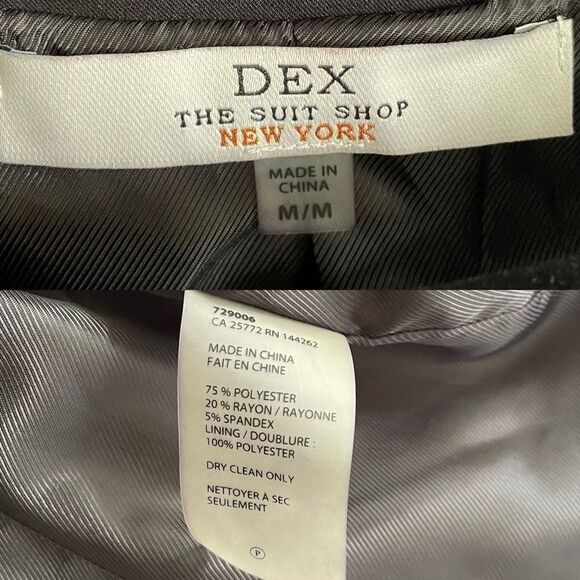 DEX
THE SUIT SHOP
NEW YORK
MADE IN
CHINA
M/M
729006
CA 25772 RN 144262
MADE IN CHINA
FAIT EN CHINE
75 % POLYESTER
20 % RAYON / RAYONNE
5% SPANDEX
LINING / DOUBLURE :
100% POLYESTER
DRY CLEAN ONLY
NETTOYER À SEC
SEULEMENT
P